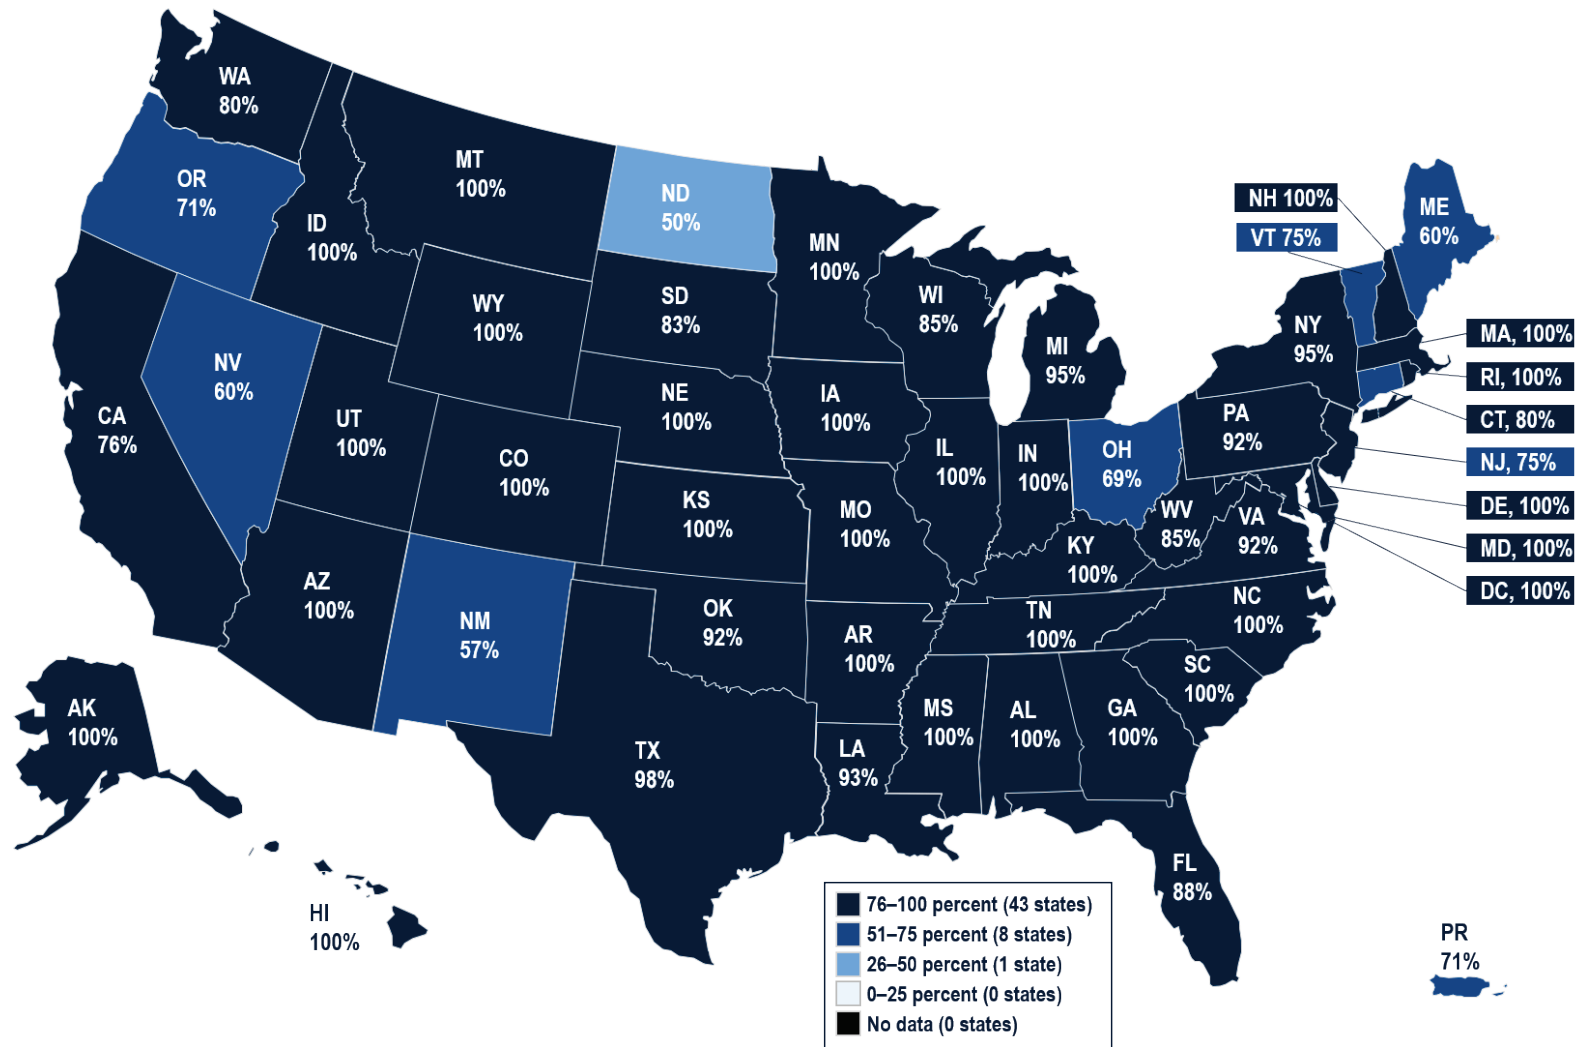 WA
80%
OR
71%
CA
76%
NV
60%
ID
100%
MT
100%
WY
100%
UT
100%
CO
100%
AZ
100%
NM
57%
ND
50%
SD
83%
NE
100%
KS
100%
OK
92%
TX
98%
MN
100%
IA
100%
MO
100%
AR
100%
LA
93%
WI
85%
IL
100%
MI
95%
IN
100%
OH
69%
KY
100%
TN
100%
MS
100%
AL
100%
GA
100%
FL
88%
SC
100%
NC
100%
VA
92%
WV
85%
PA
92%
NY
95%
ME
60%
NH 100%
VT 75%
MA, 100%
RI, 100%
CT, 80%
NJ, 75%
DE, 100%
MD, 100%
DC, 100%
AK
100%
HI
100%
PR
71%
76–100 percent (43 states)
51–75 percent (8 states)
26–50 percent (1 state)
0–25 percent (0 states)
No data (0 states)